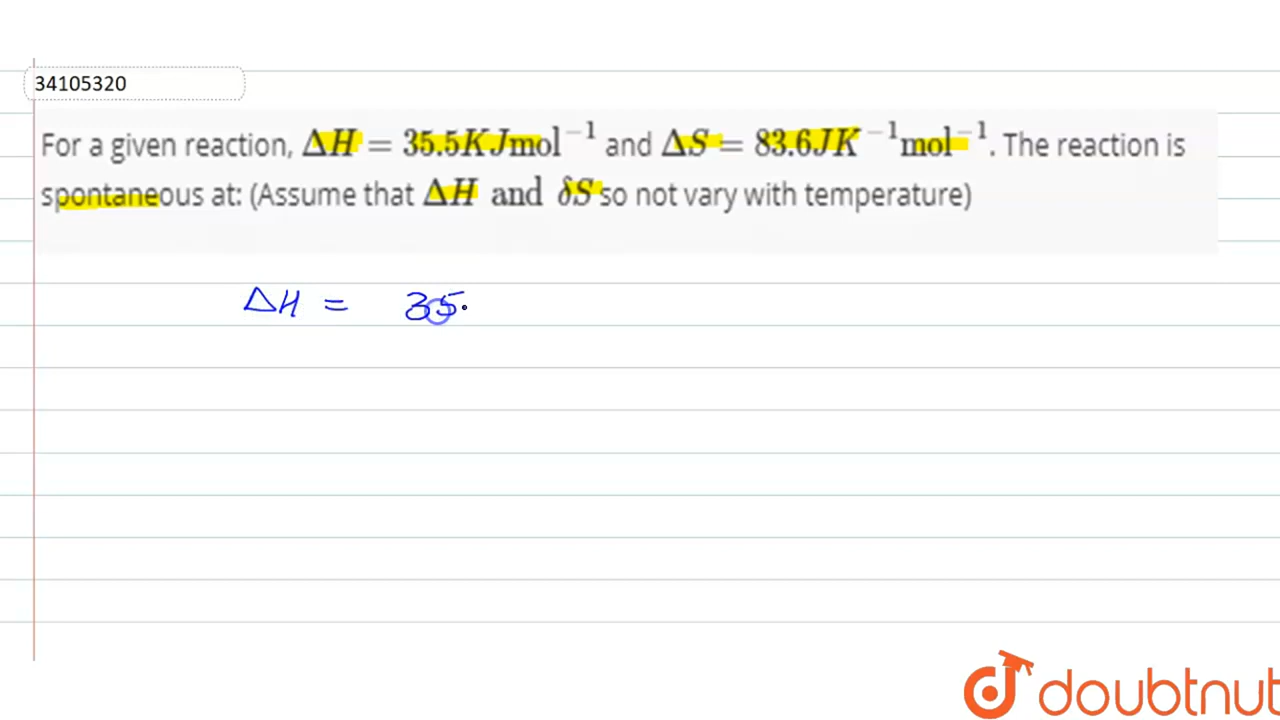 34105320
For a given reaction, ΔH = 35.5KJmol⁻¹ and ΔS = 83.6JK⁻¹mol⁻¹. The reaction is
spontaneous at: (Assume that ΔH and δS so not vary with temperature)
ΔH = 35.
doubtnut